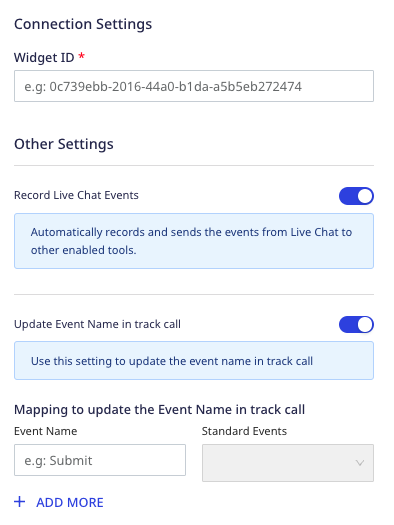 Connection Settings
Widget ID *
e.g: 0c739ebb-2016-44a0-b1da-a5b5eb272474
Other Settings
Record Live Chat Events
Automatically records and sends the events from Live Chat to
other enabled tools.
Update Event Name in track call
Use this setting to update the event name in track call
Mapping to update the Event Name in track call
Event Name
Standard Events
e.g: Submit
+ ADD MORE